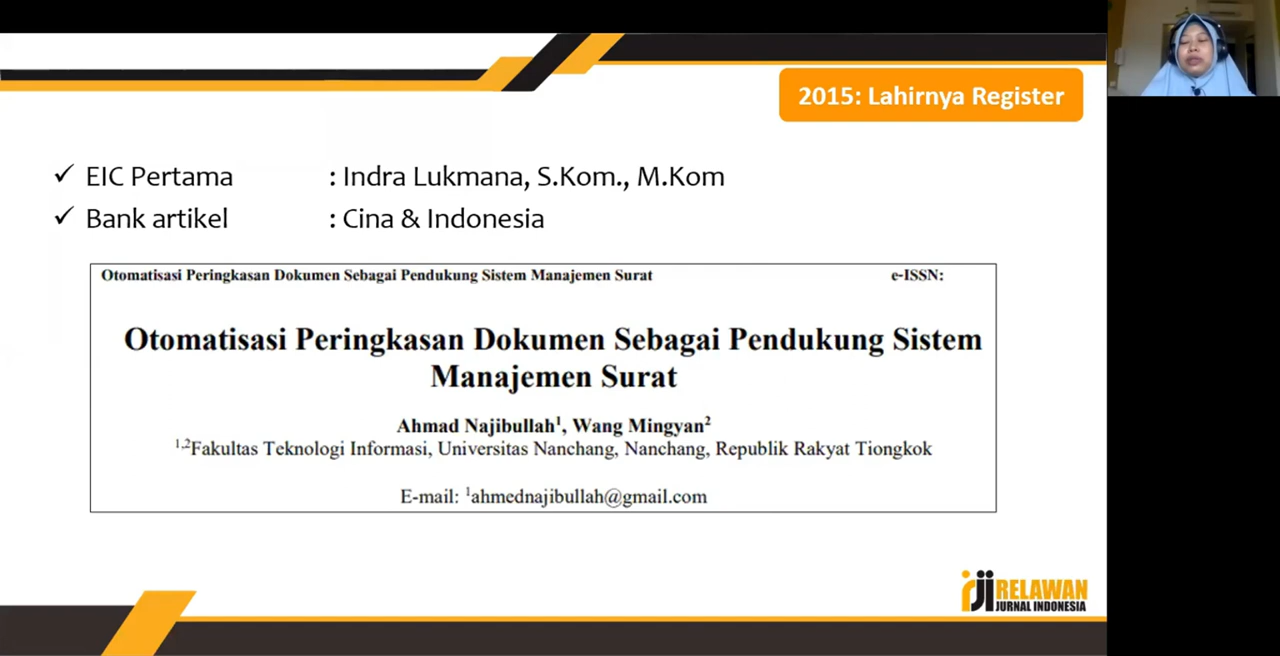 2015: Lahirnya Register
✓ EIC Pertama : Indra Lukmana, S.Kom., M.Kom
✓ Bank artikel : Cina & Indonesia
Otomatisasi Peringkasan Dokumen Sebagai Pendukung Sistem Manajemen Surat e-ISSN:
Otomatisasi Peringkasan Dokumen Sebagai Pendukung Sistem
Manajemen Surat
Ahmad Najibullah¹, Wang Mingyan²
¹,²Fakultas Teknologi Informasi, Universitas Nanchang, Nanchang, Republik Rakyat Tiongkok
E-mail: ¹ahmednajibullah@gmail.com
rji RELAWAN
JURNAL INDONESIA